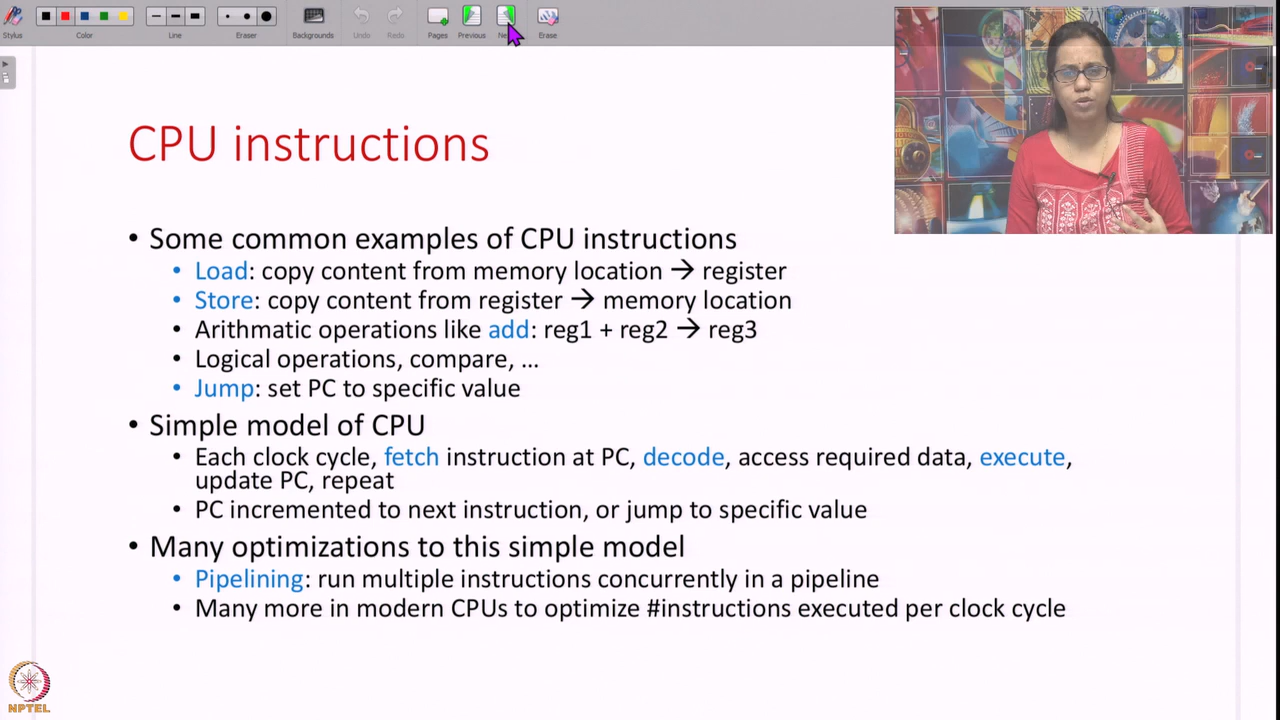 Stylus
Color
Line
Eraser
Backgrounds
Undo
Redo
Pages
Previous
Erase
CPU instructions
• Some common examples of CPU instructions
• Load: copy content from memory location → register
• Store: copy content from register → memory location
• Arithmatic operations like add: reg1 + reg2 → reg3
• Logical operations, compare, ...
• Jump: set PC to specific value
• Simple model of CPU
• Each clock cycle, fetch instruction at PC, decode, access required data, execute,
update PC, repeat
• PC incremented to next instruction, or jump to specific value
• Many optimizations to this simple model
• Pipelining: run multiple instructions concurrently in a pipeline
• Many more in modern CPUs to optimize #instructions executed per clock cycle
NPTEL